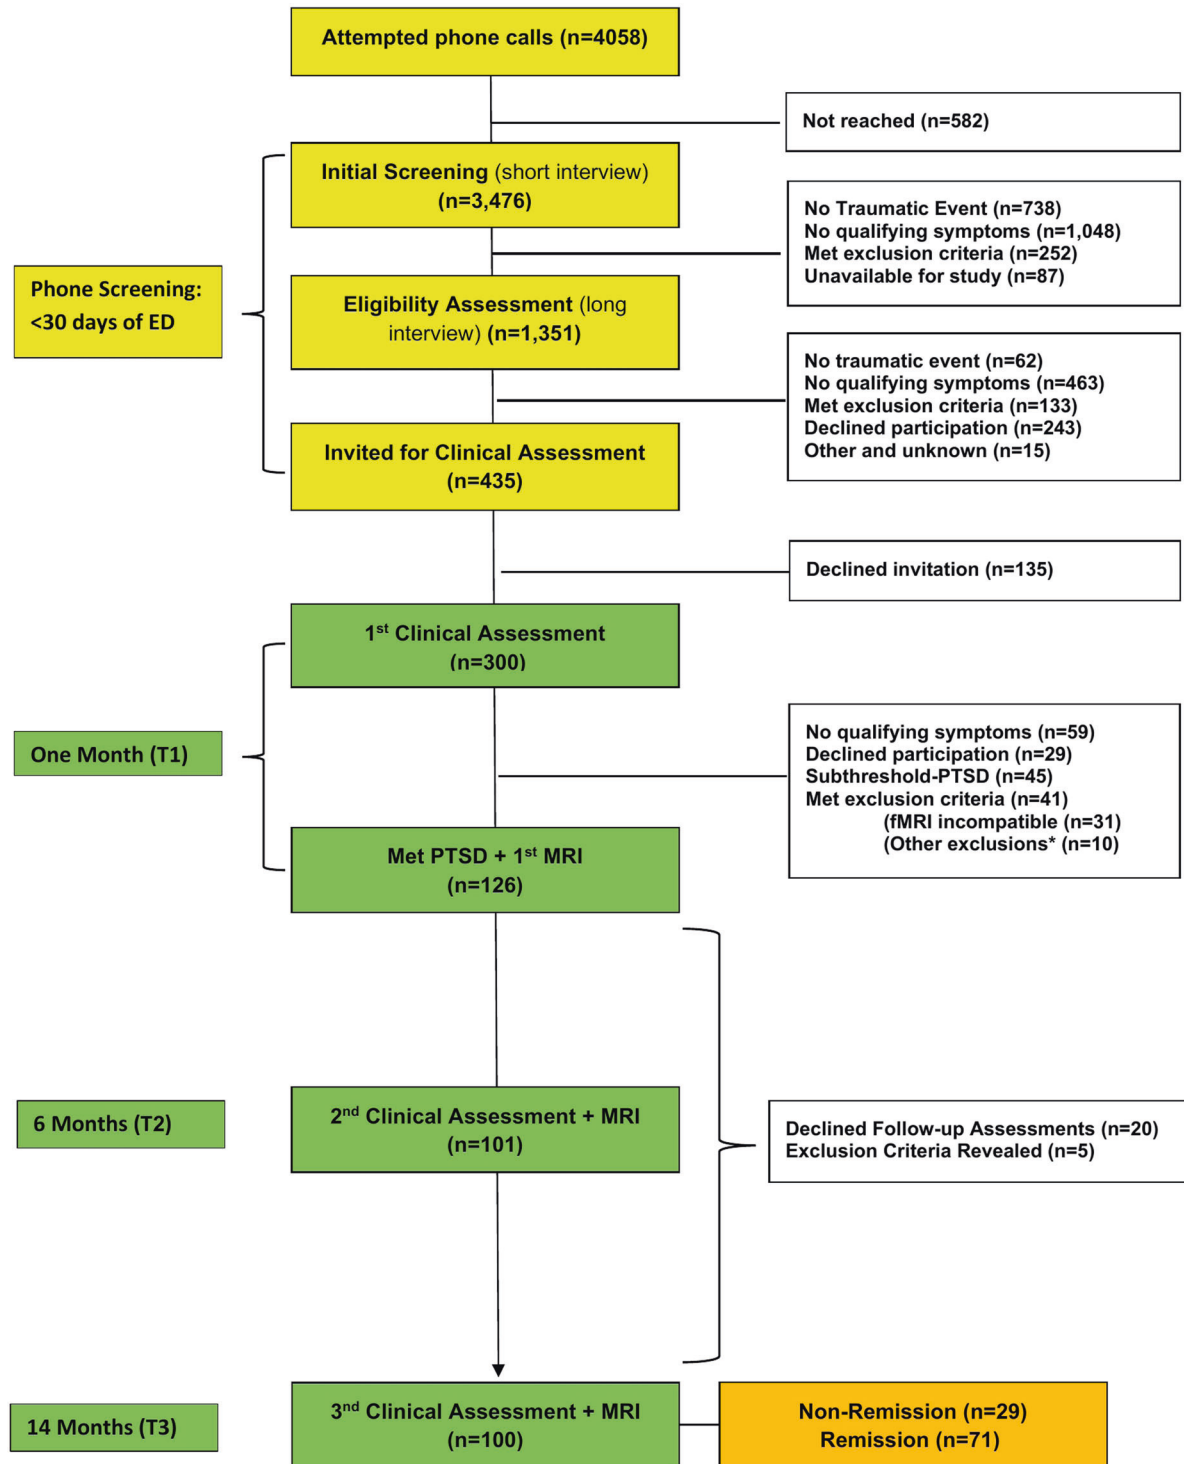 Attempted phone calls (n=4058)
Not reached (n=582)
Initial Screening (short interview)
(n=3,476)
No Traumatic Event (n=738)
No qualifying symptoms (n=1,048)
Met exclusion criteria (n=252)
Unavailable for study (n=87)
Phone Screening:
<30 days of ED
Eligibility Assessment (long
interview) (n=1,351)
No traumatic event (n=62)
No qualifying symptoms (n=463)
Met exclusion criteria (n=133)
Declined participation (n=243)
Other and unknown (n=15)
Invited for Clinical Assessment
(n=435)
Declined invitation (n=135)
1st Clinical Assessment
(n=300)
One Month (T1)
No qualifying symptoms (n=59)
Declined participation (n=29)
Subthreshold-PTSD (n=45)
Met exclusion criteria (n=41)
(fMRI incompatible (n=31)
(Other exclusions* (n=10)
Met PTSD + 1st MRI
(n=126)
6 Months (T2)
2nd Clinical Assessment + MRI
(n=101)
Declined Follow-up Assessments (n=20)
Exclusion Criteria Revealed (n=5)
14 Months (T3)
3nd Clinical Assessment + MRI
(n=100)
Non-Remission (n=29)
Remission (n=71)